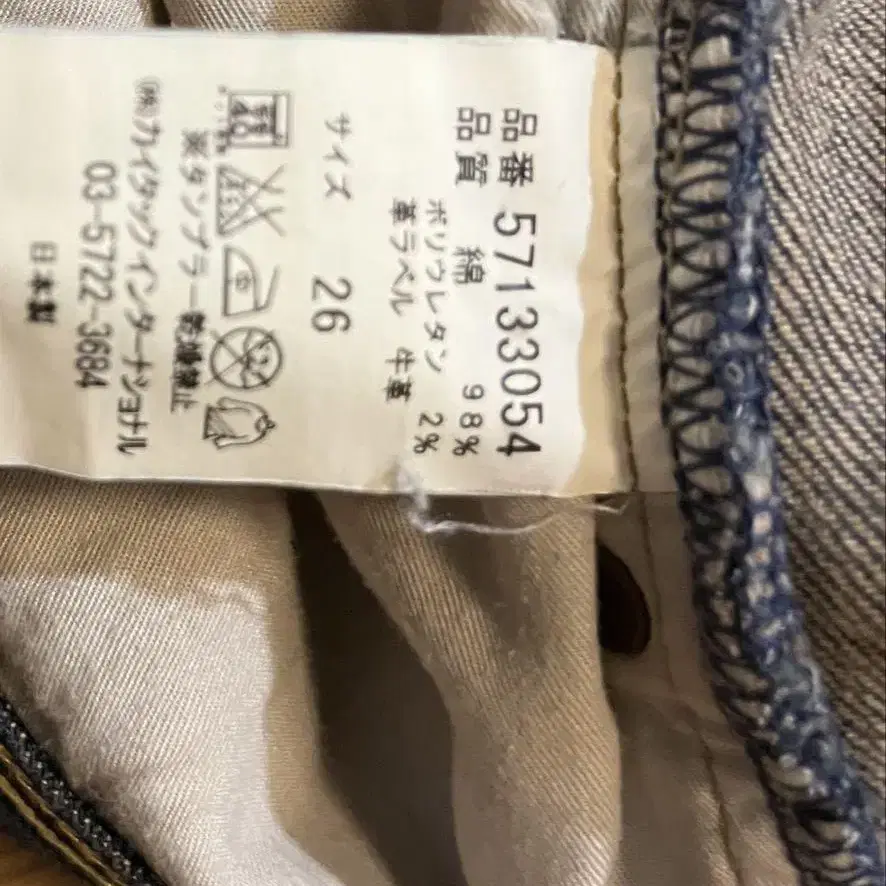 品番 57133054
品質 綿 98%
ポリウレタン 2%
革ラベル 牛革
サイズ 26
40
※タンブラー乾燥禁止
㈱カイタックインターナショナル
03-5722-3684
日本製